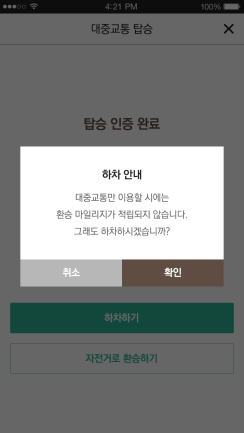 4:21 PM
100%
대중교통 탑승
탑승 인증 완료
하차 안내
대중교통만 이용할 시에는
환승 마일리지가 적립되지 않습니다.
그래도 하차하시겠습니까?
취소
확인
하차하기
자전거로 환승하기